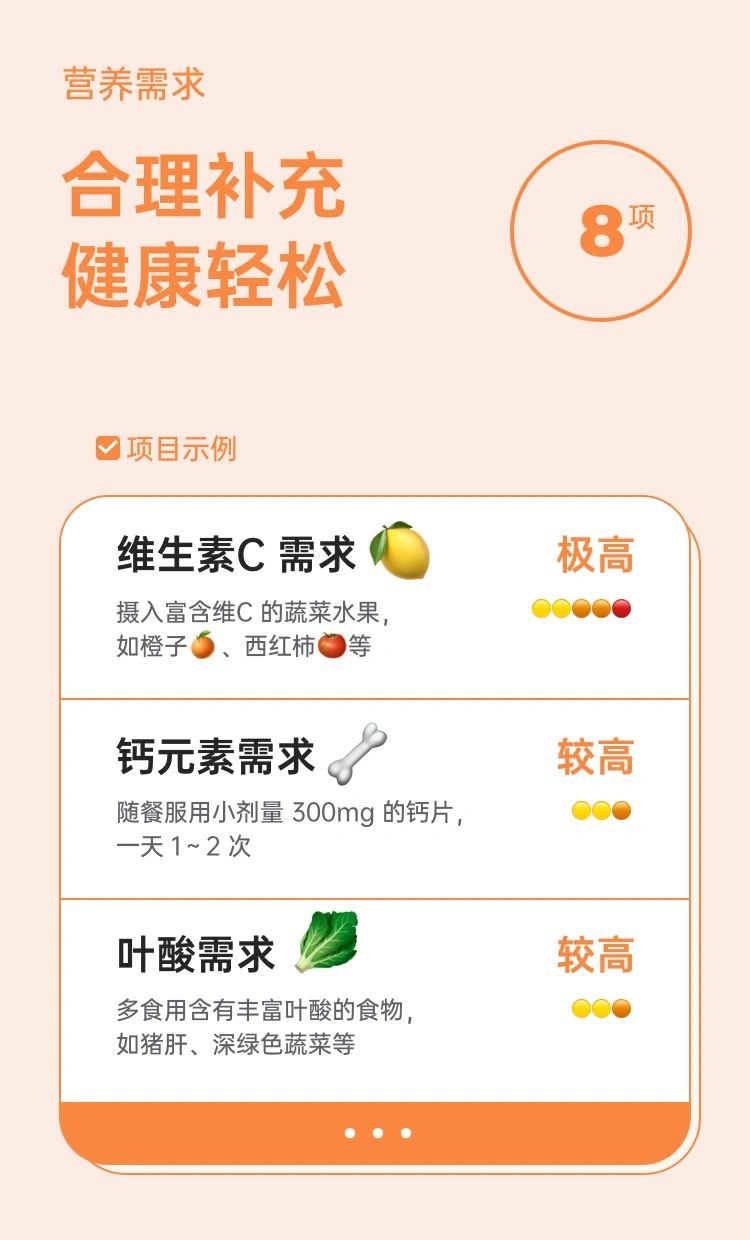 营养需求
合理补充
健康轻松
8项
项目示例
维生素C 需求
极高
摄入富含维C 的蔬菜水果，
如橙子、西红柿等
钙元素需求
较高
随餐服用小剂量 300mg 的钙片，
一天 1~2 次
叶酸需求
较高
多食用含有丰富叶酸的食物，
如猪肝、深绿色蔬菜等